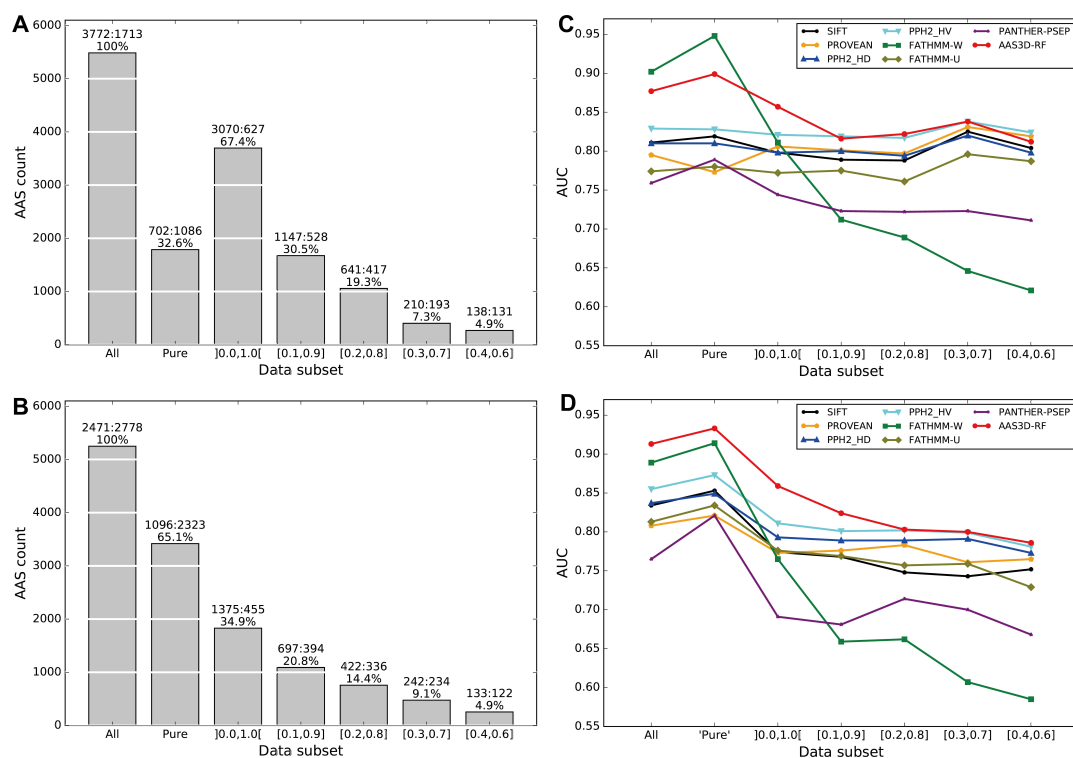 A
6000
5000
4000
3000
2000
1000
0
AAS count
3772:1713
100%
702:1086
32.6%
3070:627
67.4%
1147:528
30.5%
641:417
19.3%
210:193
7.3%
138:131
4.9%
All Pure ]0.0,1.0[ [0.1,0.9] [0.2,0.8] [0.3,0.7] [0.4,0.6]
Data subset
C
0.95
0.90
0.85
0.80
0.75
0.70
0.65
0.60
0.55
AUC
SIFT
PROVEAN
PPH2_HD
PPH2_HV
FATHMM-W
FATHMM-U
PANTHER-PSEP
AAS3D-RF
All Pure ]0.0,1.0[ [0.1,0.9] [0.2,0.8] [0.3,0.7] [0.4,0.6]
Data subset
B
6000
5000
4000
3000
2000
1000
0
AAS count
2471:2778
100%
1096:2323
65.1%
1375:455
34.9%
697:394
20.8%
422:336
14.4%
242:234
9.1%
133:122
4.9%
All Pure ]0.0,1.0[ [0.1,0.9] [0.2,0.8] [0.3,0.7] [0.4,0.6]
Data subset
D
0.95
0.90
0.85
0.80
0.75
0.70
0.65
0.60
0.55
AUC
SIFT
PROVEAN
PPH2_HD
PPH2_HV
FATHMM-W
FATHMM-U
PANTHER-PSEP
AAS3D-RF
All 'Pure' ]0.0,1.0[ [0.1,0.9] [0.2,0.8] [0.3,0.7] [0.4,0.6]
Data subset